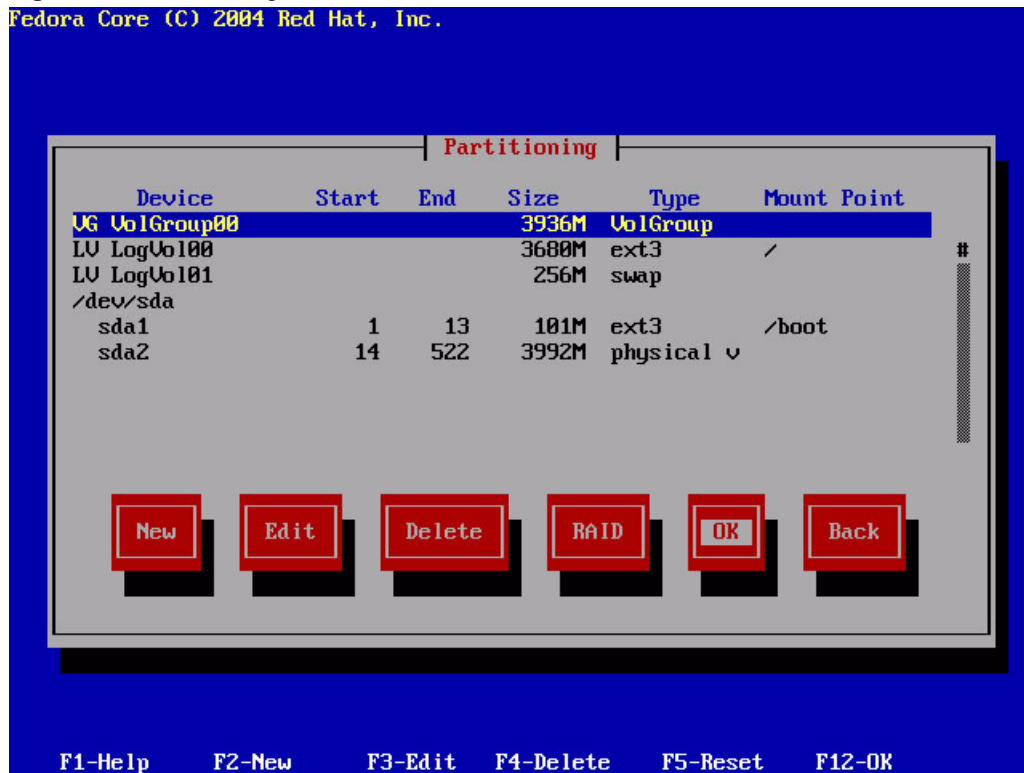 Fedora Core (C) 2004 Red Hat, Inc.
Partitioning
Device Start End Size Type Mount Point
VG VolGroup00 3936M VolGroup
LV LogVol00 3680M ext3 / #
LV LogVol01 256M swap
/dev/sda
sda1 1 13 101M ext3 /boot
sda2 14 522 3992M physical v
New Edit Delete RAID OK Back
F1-Help F2-New F3-Edit F4-Delete F5-Reset F12-OK